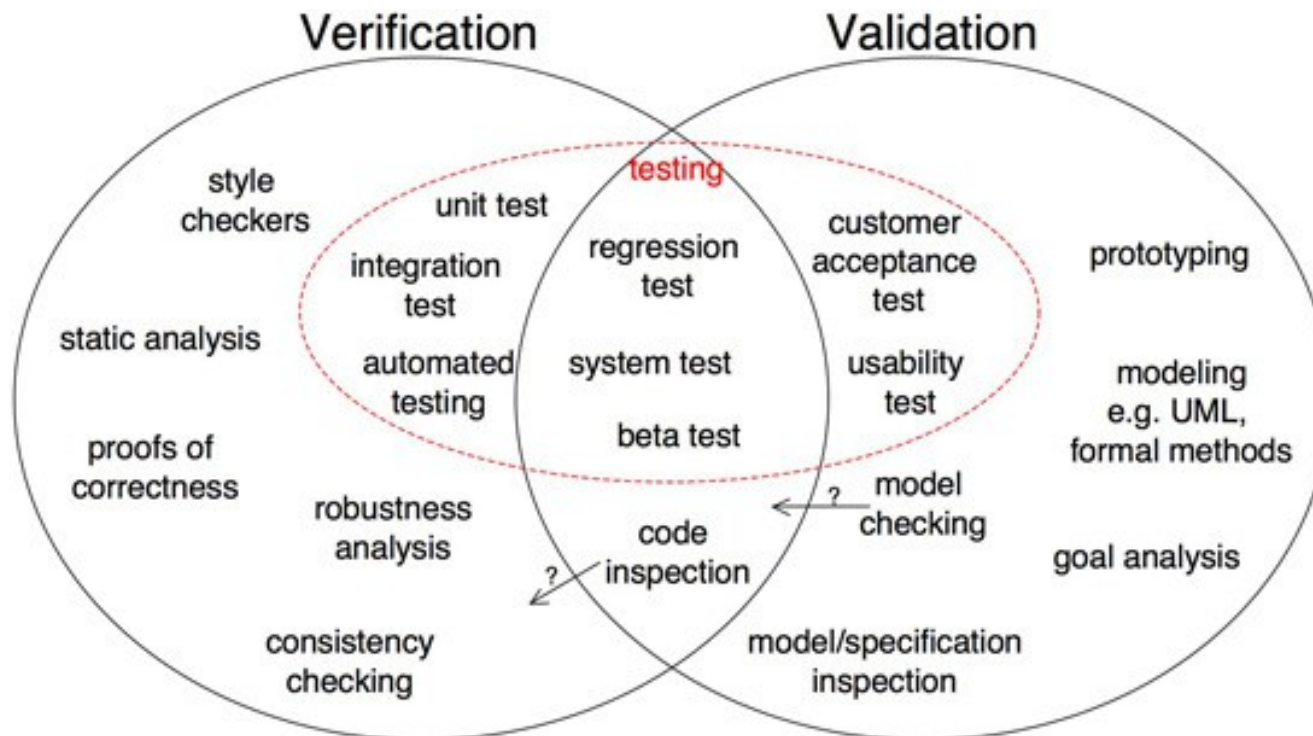 Verification
Validation
testing
style
checkers
unit test
integration
test
static analysis
automated
testing
proofs of
correctness
robustness
analysis
consistency
checking
regression
test
system test
beta test
code
inspection
?
customer
acceptance
test
usability
test
?
model
checking
model/specification
inspection
prototyping
modeling
e.g. UML,
formal methods
goal analysis